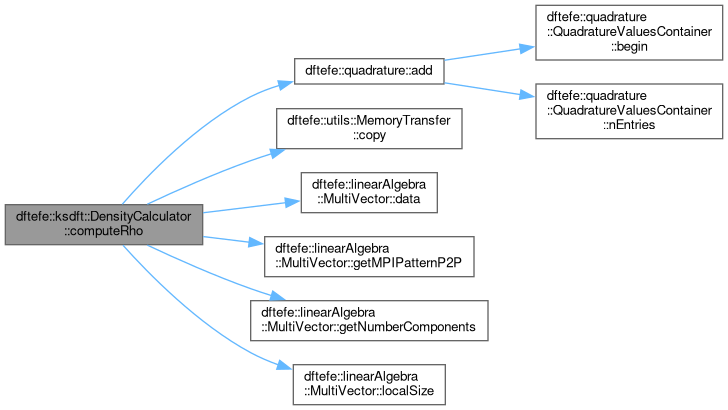 dftefe::ksdft::DensityCalculator
::computeRho
dftefe::quadrature::add
dftefe::quadrature
::QuadratureValuesContainer
::begin
dftefe::quadrature
::QuadratureValuesContainer
::nEntries
dftefe::utils::MemoryTransfer
::copy
dftefe::linearAlgebra
::MultiVector::data
dftefe::linearAlgebra
::MultiVector::getMPIPatternP2P
dftefe::linearAlgebra
::MultiVector::getNumberComponents
dftefe::linearAlgebra
::MultiVector::localSize